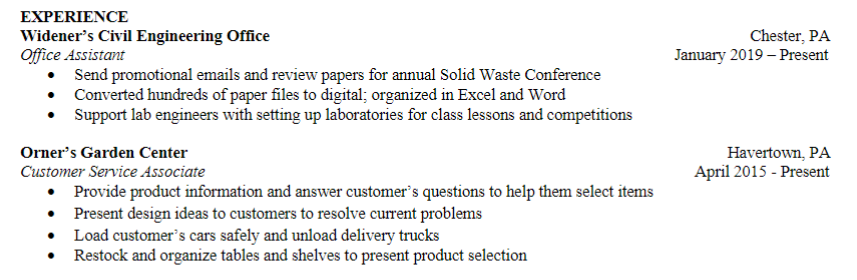 EXPERIENCE
Widener's Civil Engineering Office Chester, PA
Office Assistant January 2019 – Present
• Send promotional emails and review papers for annual Solid Waste Conference
• Converted hundreds of paper files to digital; organized in Excel and Word
• Support lab engineers with setting up laboratories for class lessons and competitions
Orner's Garden Center Havertown, PA
Customer Service Associate April 2015 - Present
• Provide product information and answer customer's questions to help them select items
• Present design ideas to customers to resolve current problems
• Load customer's cars safely and unload delivery trucks
• Restock and organize tables and shelves to present product selection